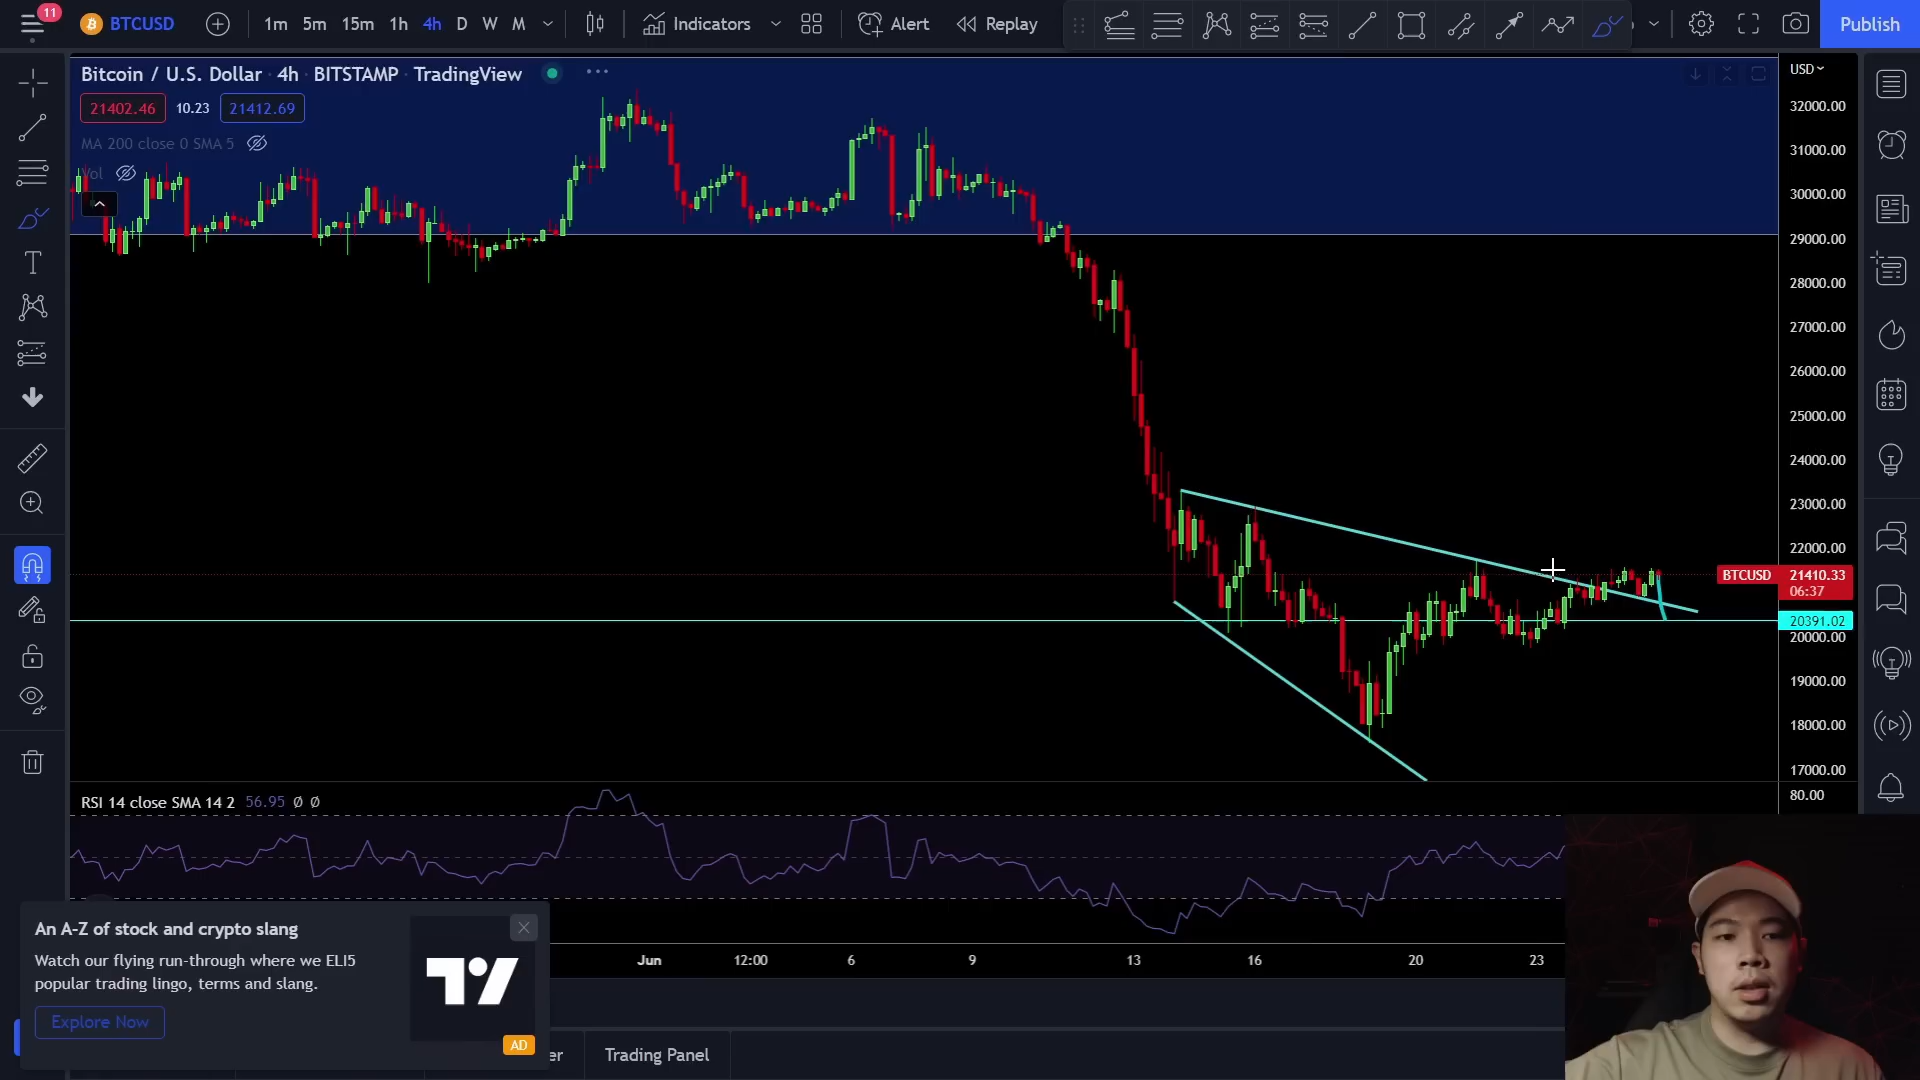 11
BTCUSD
1m 5m 15m 1h 4h D W M
Indicators
Alert
Replay
Publish
Bitcoin / U.S. Dollar · 4h · BITSTAMP · TradingView
21402.46 10.23 21412.69
MA 200 close 0 SMA 5
Vol
USD
32000.00
31000.00
30000.00
29000.00
28000.00
27000.00
26000.00
25000.00
24000.00
23000.00
22000.00
BTCUSD 21410.33
06:37
20391.02
20000.00
19000.00
18000.00
17000.00
80.00
RSI 14 close SMA 14 2 56.95 Ø Ø
An A-Z of stock and crypto slang
Watch our flying run-through where we ELI5
popular trading lingo, terms and slang.
Explore Now
AD
Jun 12:00 6 9 13 16 20 23
er
Trading Panel